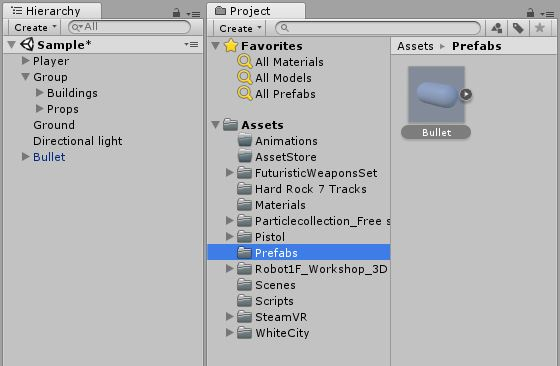 Hierarchy
Create
All
Sample*
Player
Group
Buildings
Props
Ground
Directional light
Bullet
Project
Create
Favorites
All Materials
All Models
All Prefabs
Assets
Animations
AssetStore
FuturisticWeaponsSet
Hard Rock 7 Tracks
Materials
Particlecollection_Free s
Pistol
Prefabs
Robot1F_Workshop_3D
Scenes
Scripts
SteamVR
WhiteCity
Assets Prefabs
Bullet